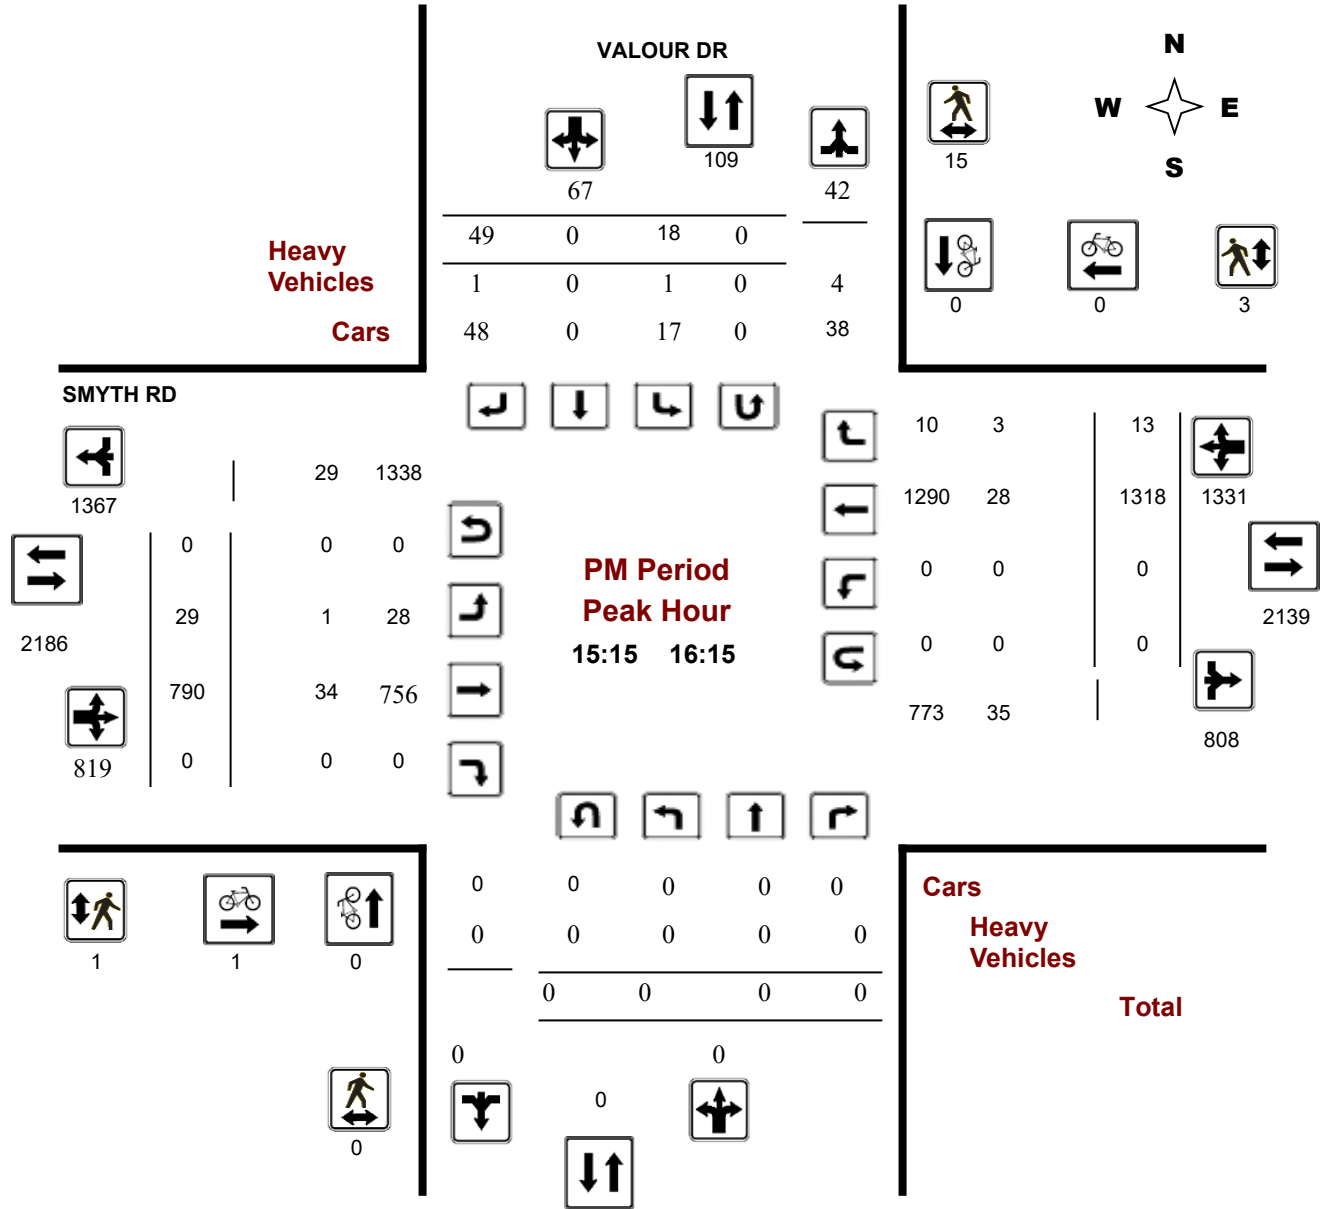 VALOUR DR
N
W E
S
109
15
67
42
49 0 18 0
Heavy
Vehicles
1 0 1 0 4
0 0 3
Cars
48 0 17 0 38
SMYTH RD
10 3 13
29 1338
1367
1290 28 1318 1331
0 0 0
PM Period
0 0 0
Peak Hour
29 1 28
2139
2186
15:15 16:15
0 0 0
790 34 756
773 35
808
819
0 0 0
0 0 0 0 0
Cars
0 0 0 0 0
Heavy
Vehicles
1 1 0
0 0 0 0
Total
0 0
0
0